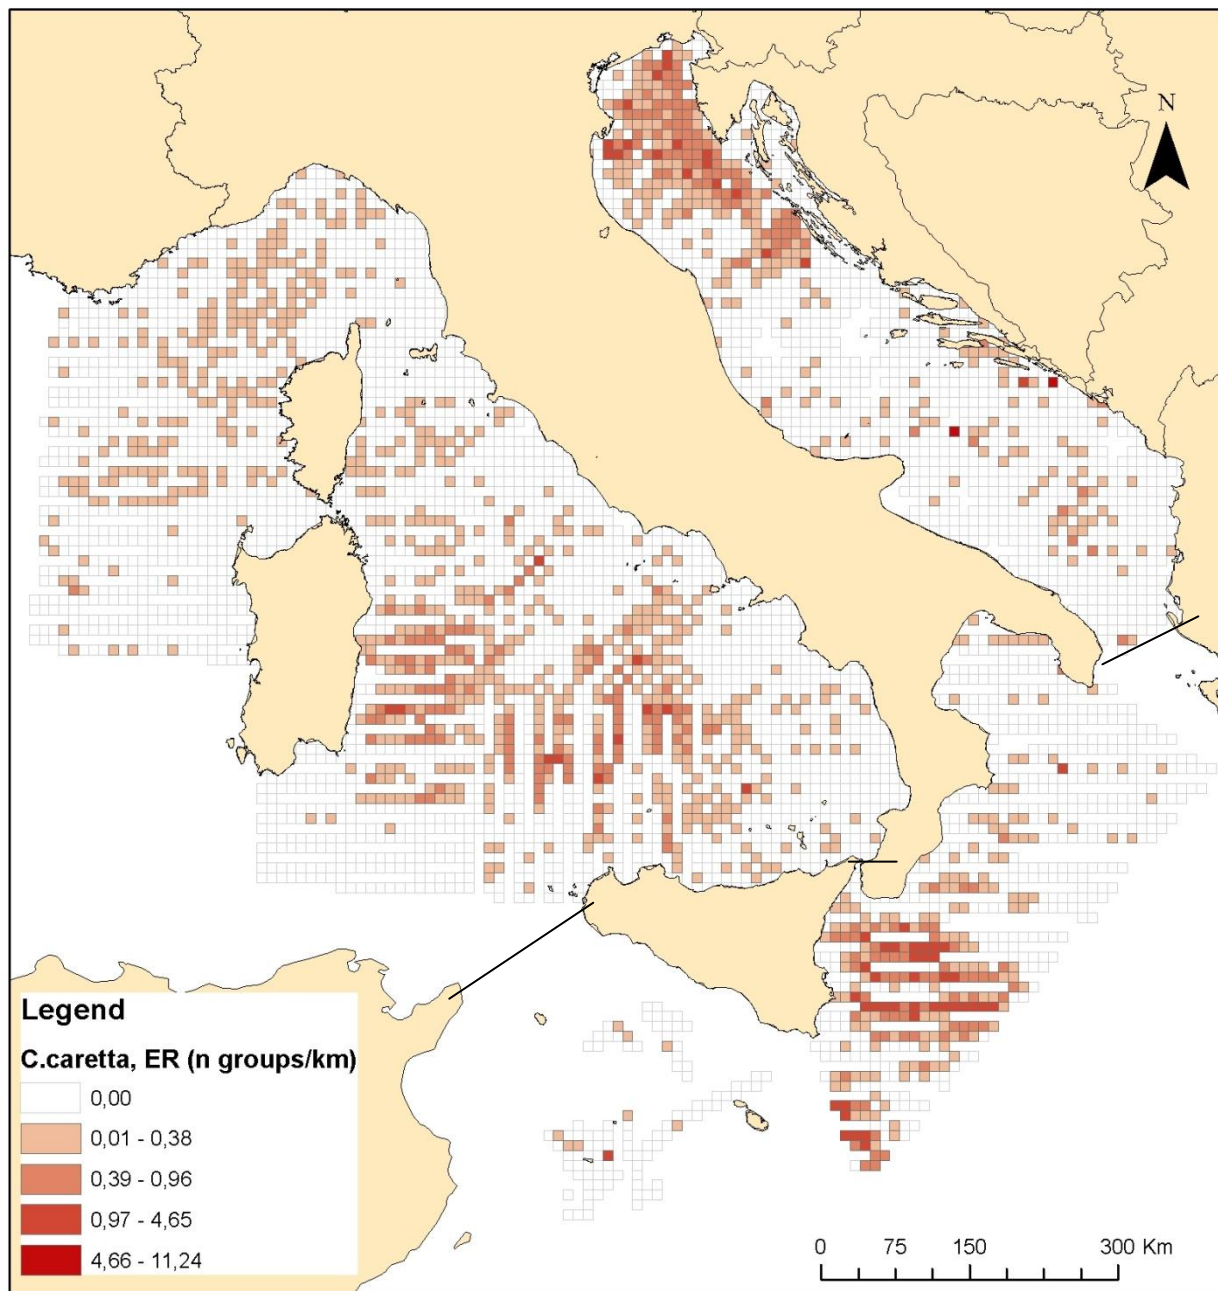 N
Legend
C.caretta, ER (n groups/km)
0,00
0,01 - 0,38
0,39 - 0,96
0,97 - 4,65
4,66 - 11,24
0 75 150 300 Km